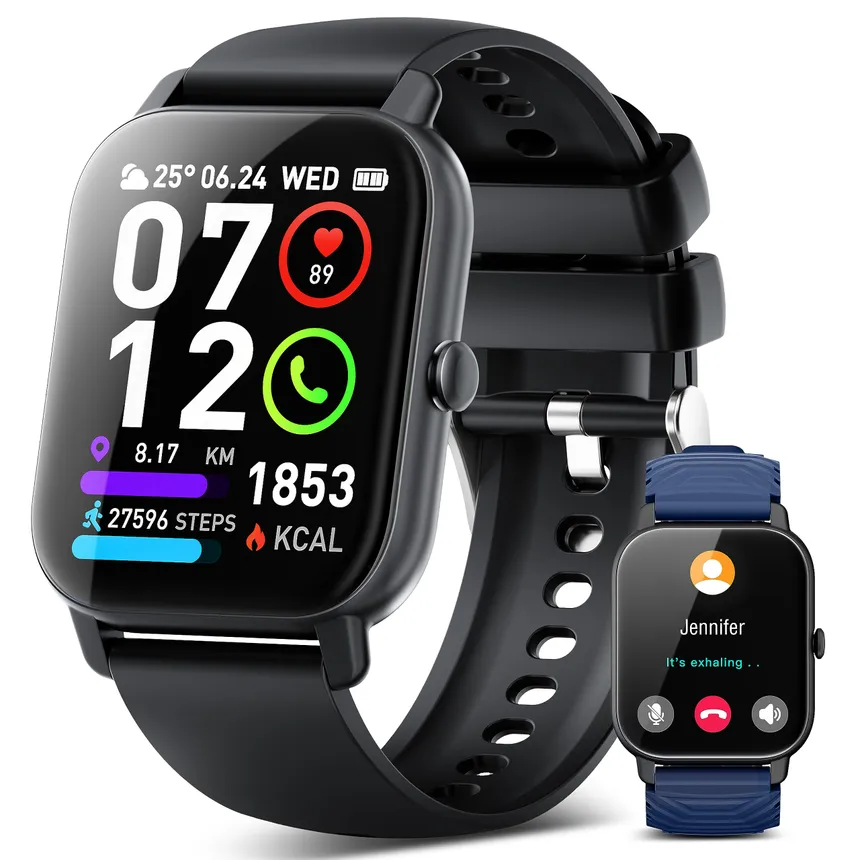 25° 06.24 WED
07
89
12
8.17 KM
1853
27596 STEPS
KCAL
Jennifer
It's exhaling . .